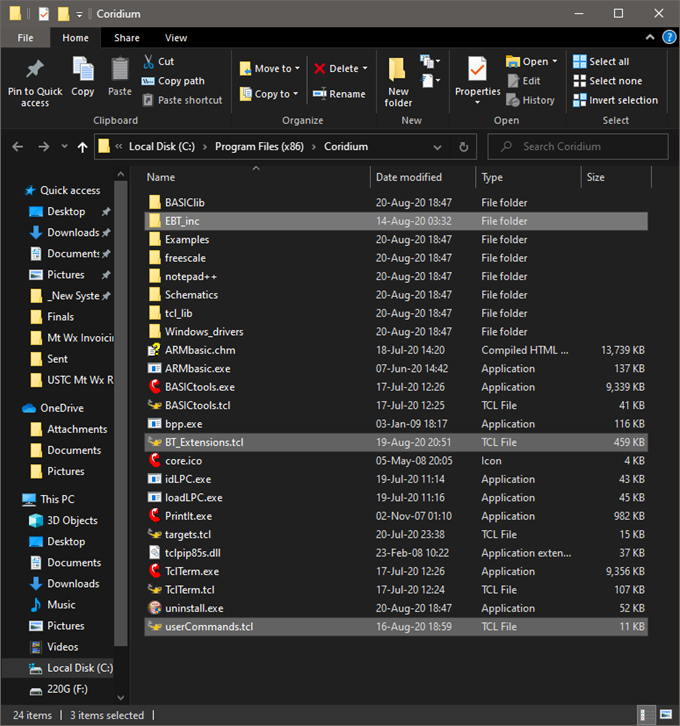 Coridium
File Home Share View
Pin to Quick access
Copy
Paste
Cut
Copy path
Paste shortcut
Clipboard
Move to
Copy to
Delete
Rename
Organize
New folder
New
Properties
Open
Edit
History
Open
Select all
Select none
Invert selection
Select
« Local Disk (C:) › Program Files (x86) › Coridium
Search Coridium
Quick access
Desktop
Downloads
Documents
Pictures
_New Syste
Finals
Mt Wx Invoicin
Sent
USTC Mt Wx R
OneDrive
Attachments
Documents
Pictures
This PC
3D Objects
Desktop
Documents
Downloads
Music
Pictures
Videos
Local Disk (C:)
220G (F:)
Name Date modified Type Size
BASIClib 20-Aug-20 18:47 File folder
EBT_inc 14-Aug-20 03:32 File folder
Examples 20-Aug-20 18:47 File folder
freescale 20-Aug-20 18:47 File folder
notepad++ 20-Aug-20 18:47 File folder
Schematics 20-Aug-20 18:47 File folder
tcl_lib 20-Aug-20 18:47 File folder
Windows_drivers 20-Aug-20 18:47 File folder
ARMbasic.chm 18-Jul-20 14:20 Compiled HTML ... 13,739 KB
ARMbasic.exe 07-Jun-20 14:42 Application 137 KB
BASICtools.exe 17-Jul-20 12:26 Application 9,339 KB
BASICtools.tcl 17-Jul-20 12:25 TCL File 41 KB
bpp.exe 03-Jan-09 18:17 Application 116 KB
BT_Extensions.tcl 19-Aug-20 20:51 TCL File 459 KB
core.ico 05-May-08 20:05 Icon 4 KB
idLPC.exe 19-Jul-20 11:14 Application 43 KB
loadLPC.exe 19-Jul-20 11:16 Application 45 KB
PrintIt.exe 02-Nov-07 01:10 Application 982 KB
targets.tcl 20-Jul-20 23:38 TCL File 15 KB
tclpip85s.dll 23-Feb-08 10:22 Application exten... 37 KB
TclTerm.exe 17-Jul-20 12:26 Application 9,356 KB
TclTerm.tcl 17-Jul-20 12:24 TCL File 107 KB
uninstall.exe 20-Aug-20 18:47 Application 52 KB
userCommands.tcl 16-Aug-20 18:59 TCL File 11 KB
24 items 3 items selected